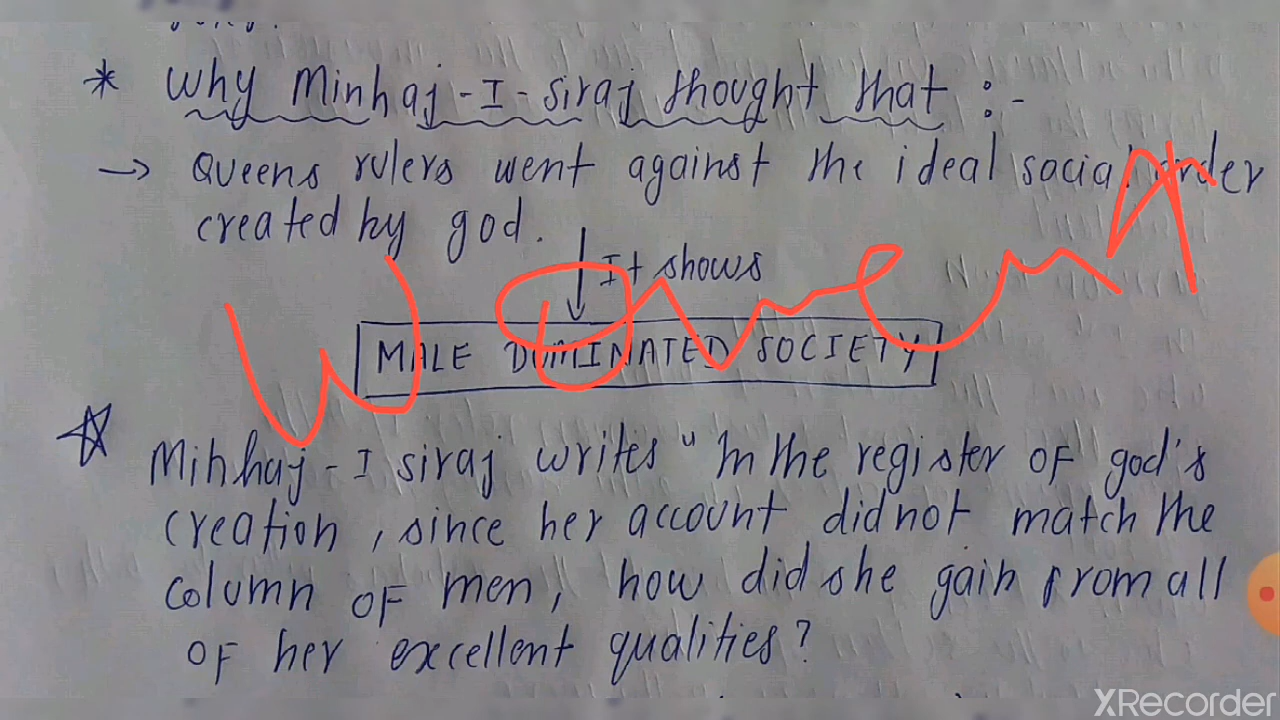 * Why Minhaj-I-siraj thought that :-
→ Queens rulers went against the ideal social order
created by god.
It shows
MALE DOMINATED SOCIETY
Minhaj-I siraj writes "In the register of god's
creation, since her account did not match the
column of men, how did she gain from all
of her excellent qualities?
XRecorder